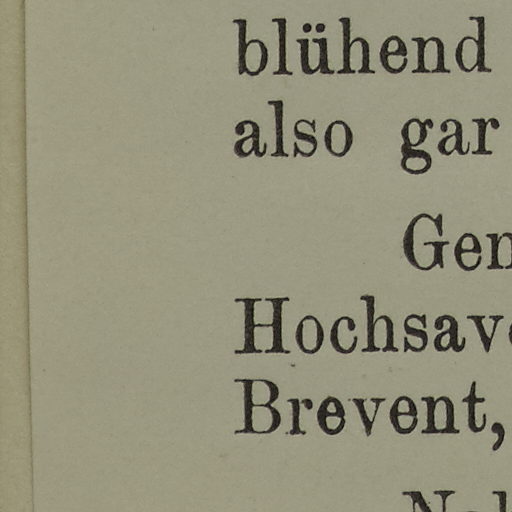 blühend
also gar
Gen
Hochsav
Brevent,